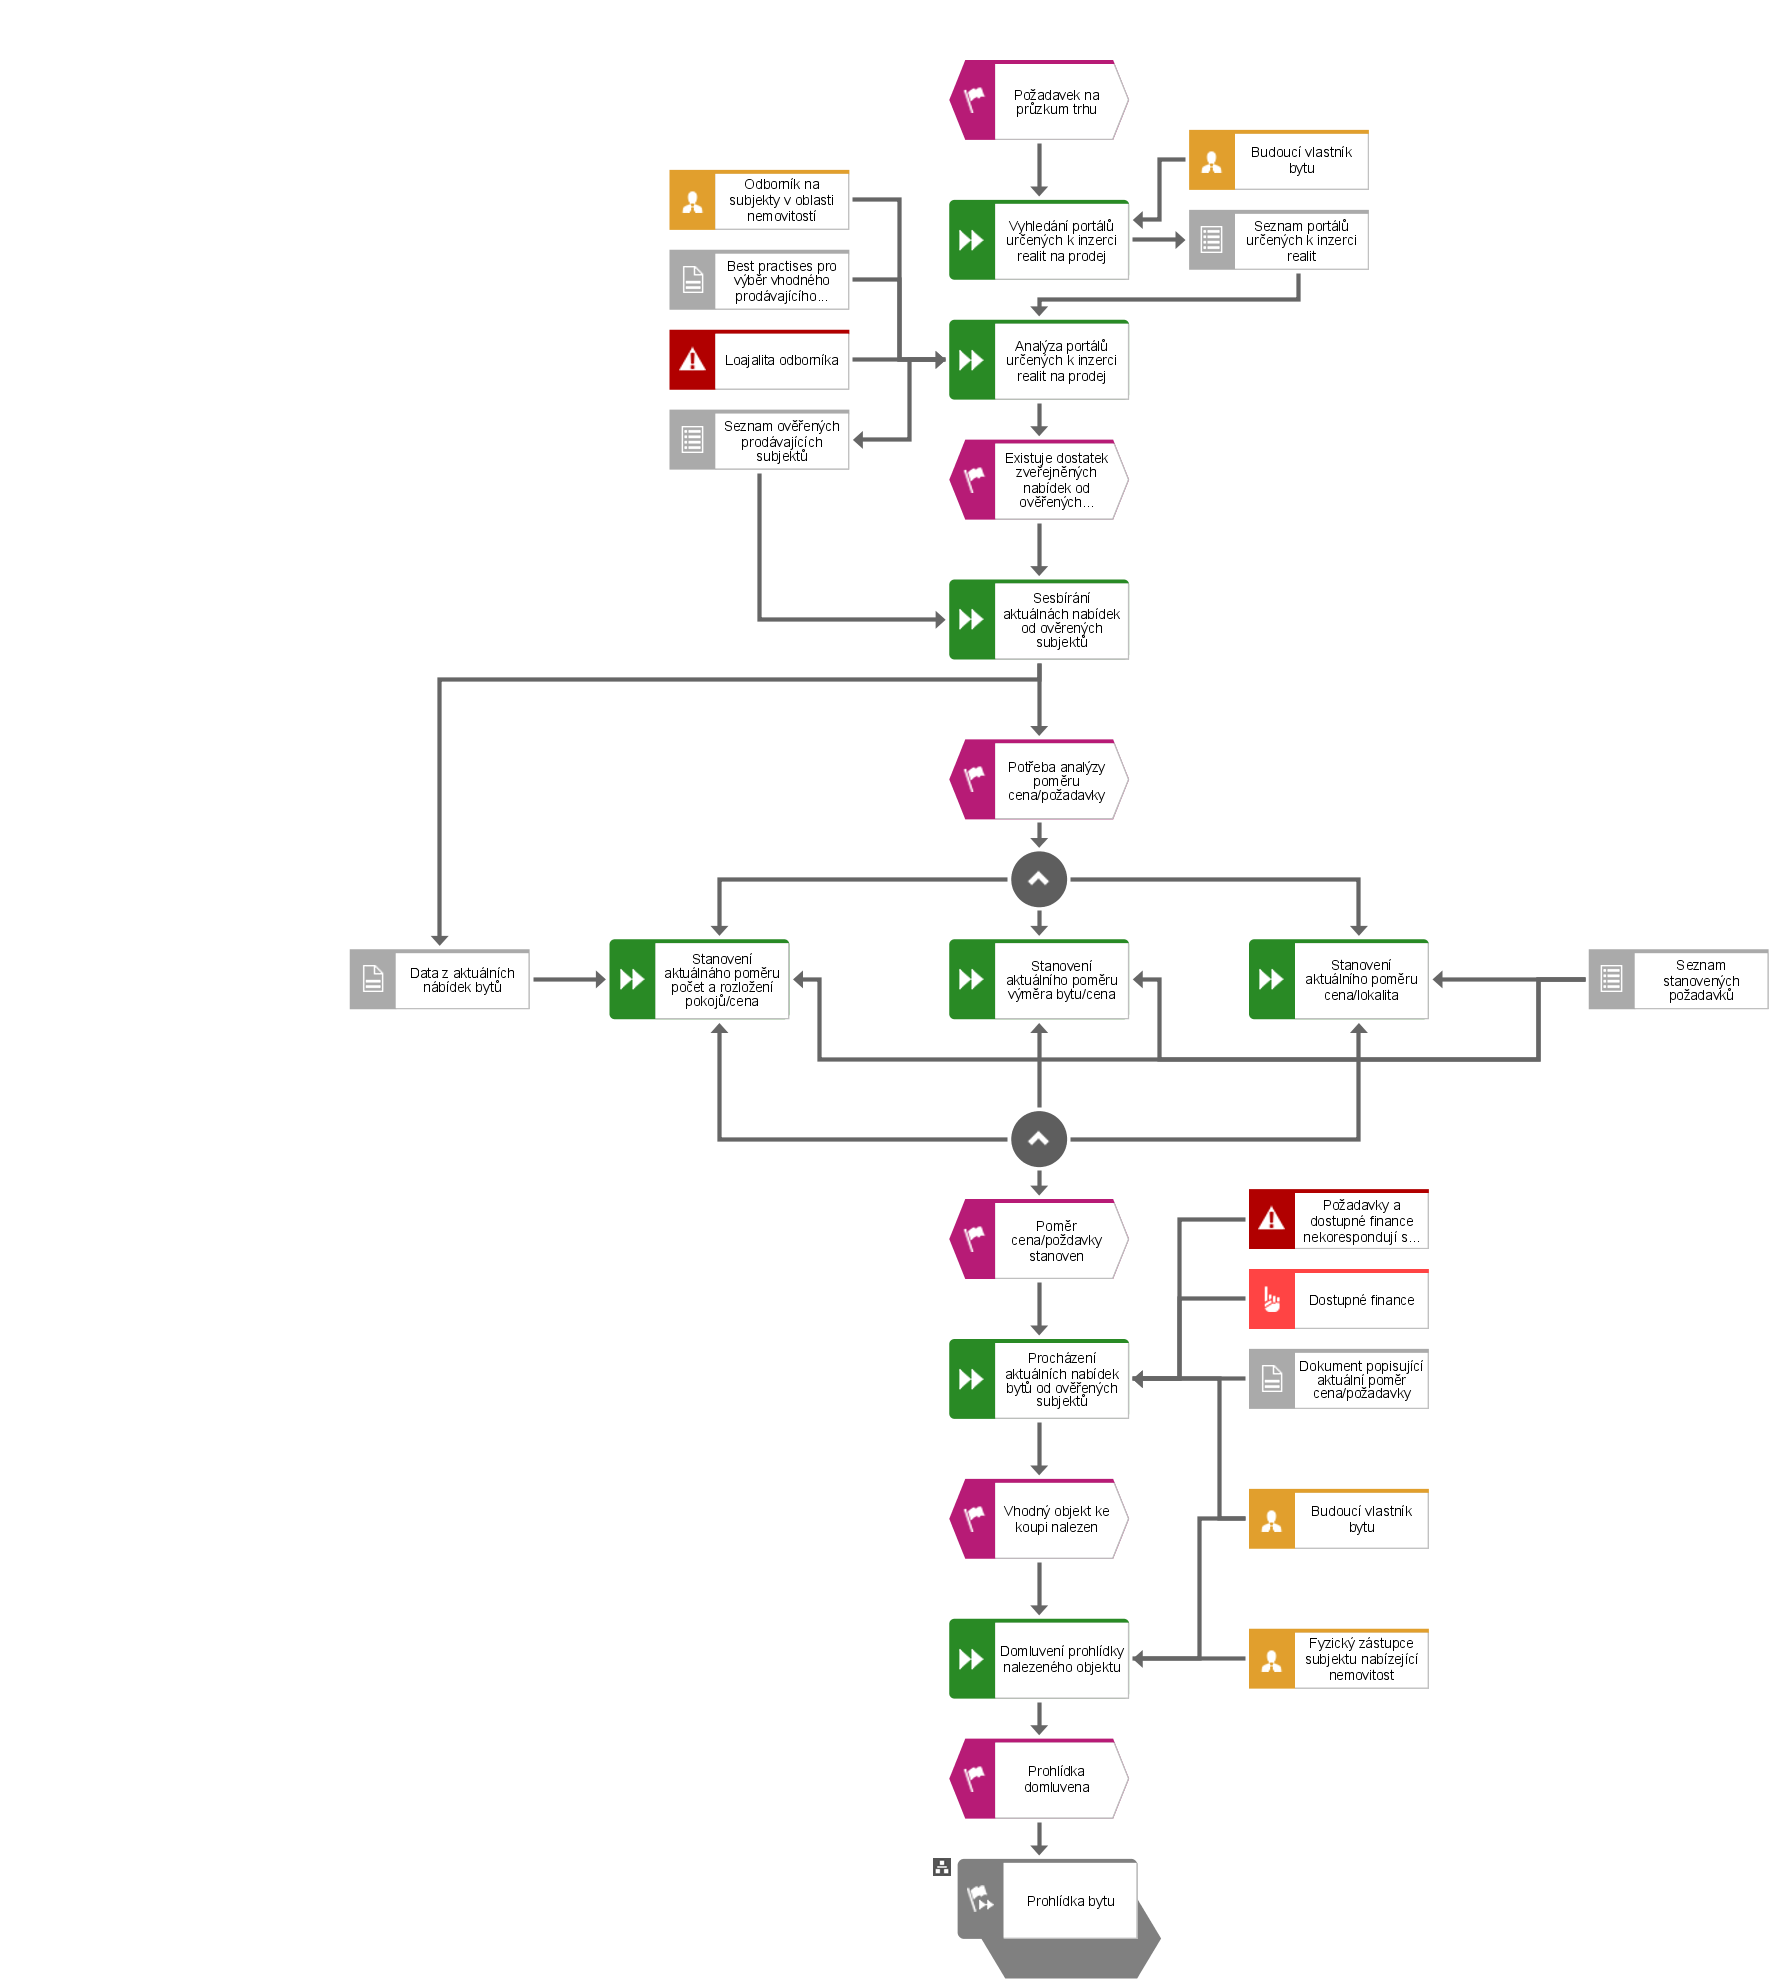 Požadavek na
průzkum trhu
Budoucí vlastník
bytu
Odborník na
subjekty v oblasti
nemovitostí
Vyhledání portálů
určených k inzerci
realit na prodej
Seznam portálů
určených k inzerci
realit
Best practises pro
výběr vhodného
prodávajícího...
Loajalita odborníka
Analýza portálů
určených k inzerci
realit na prodej
Seznam ověřených
prodávajících
subjektů
Existuje dostatek
zveřejněných
nabídek od
ověřených...
Sesbírání
aktuálnách nabídek
od ověrených
subjektů
Potřeba analýzy
poměru
cena/požadavky
Data z aktuálních
nábídek bytů
Stanovení
aktuálnáho poměru
počet a rozložení
pokojů/cena
Stanovení
aktuálního poměru
výměra bytu/cena
Stanovení
aktuálního poměru
cena/lokalita
Seznam
stanovených
požadavků
Poměr
cena/poždavky
stanoven
Požadavky a
dostupné finance
nekorespondují s...
Dostupné finance
Procházení
aktuálních nabídek
bytů od ověřených
subjektů
Dokument popisující
aktuální poměr
cena/požadavky
Vhodný objekt ke
koupi nalezen
Budoucí vlastník
bytu
Domluvení prohlídky
nalezeného objektu
Fyzický zástupce
subjektu nabízející
nemovitost
Prohlídka
domluvena
Prohlídka bytu